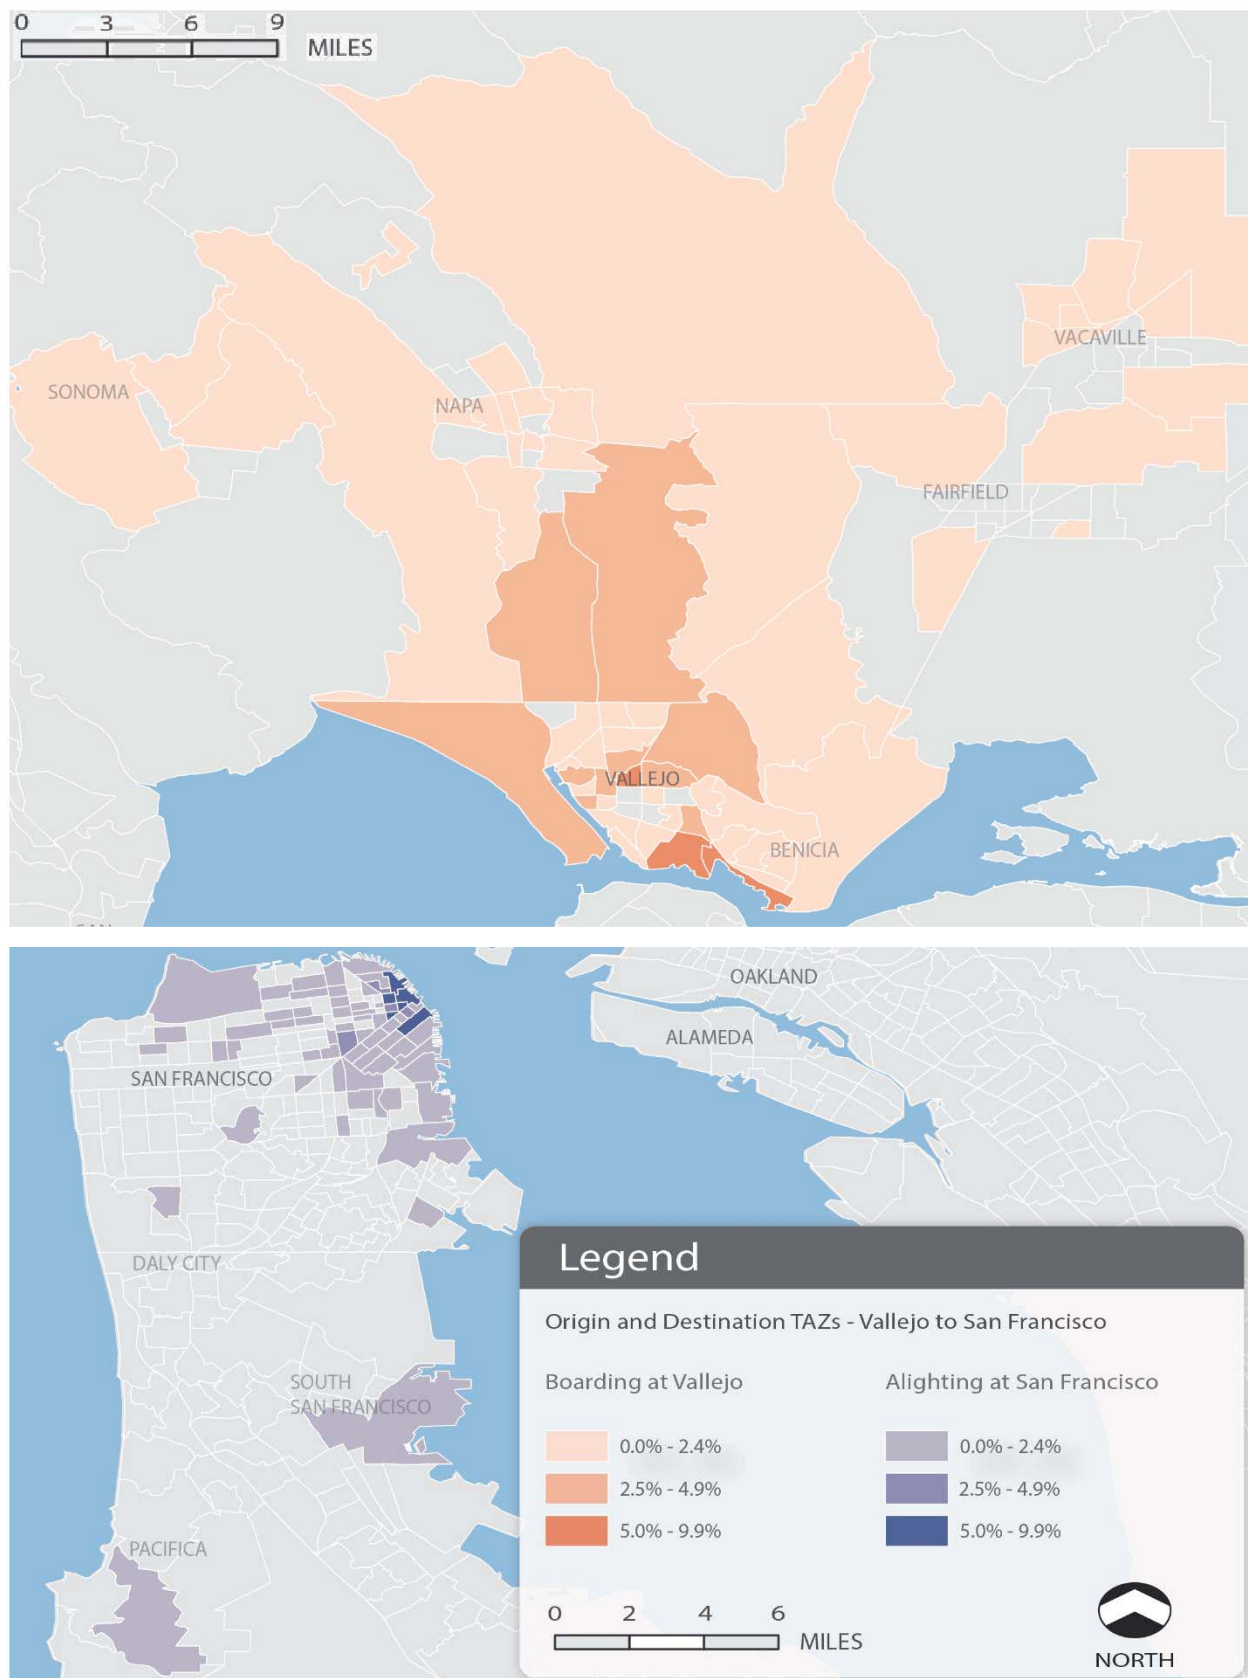 0 3 6 9
MILES
VACAVILLE
SONOMA
NAPA
FAIRFIELD
VALLEJO
BENICIA
SAN
OAKLAND
ALAMEDA
SAN FRANCISCO
DALY CITY
SOUTH
SAN FRANCISCO
PACIFICA
Legend
Origin and Destination TAZs - Vallejo to San Francisco
Boarding at Vallejo
Alighting at San Francisco
0.0% - 2.4%
0.0% - 2.4%
2.5% - 4.9%
2.5% - 4.9%
5.0% - 9.9%
5.0% - 9.9%
0 2 4 6
MILES
NORTH